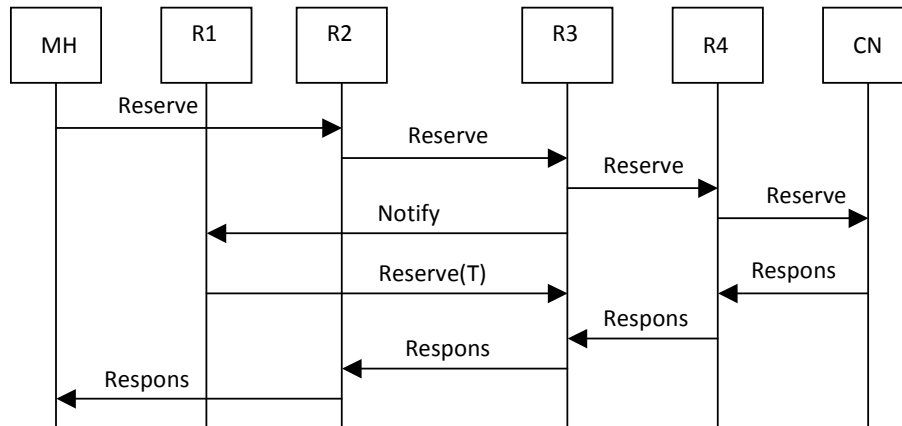 MH
R1
R2
R3
R4
CN
Reserve
Reserve
Reserve
Reserve
Notify
Respons
Reserve(T)
Respons
Respons
Respons